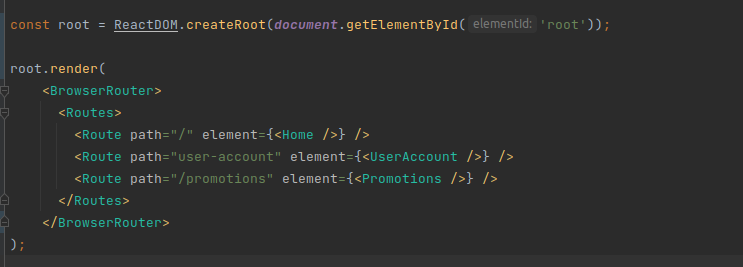 const root = ReactDOM.createRoot(document.getElementById( elementId: 'root'));
root.render(
<BrowserRouter>
<Routes>
<Route path="/" element={<Home />} />
<Route path="user-account" element={<UserAccount />} />
<Route path="/promotions" element={<Promotions />} />
</Routes>
</BrowserRouter>
);